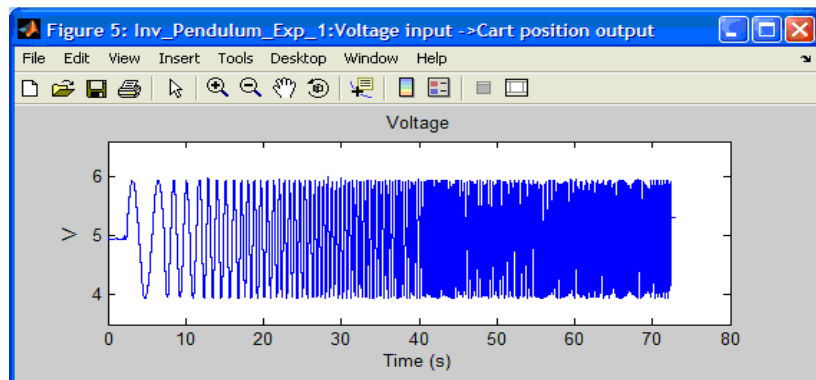 Figure 5: Inv_Pendulum_Exp_1:Voltage input ->Cart position output
File Edit View Insert Tools Desktop Window Help
Voltage
6
5
4
V
0 10 20 30 40 50 60 70 80
Time (s)